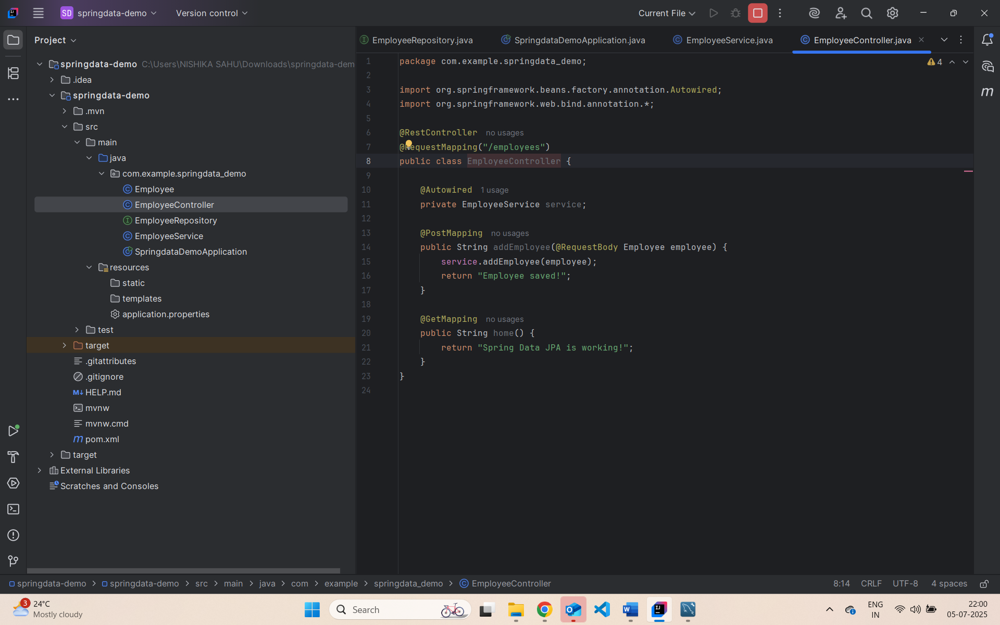 SD springdata-demo Version control Current File
Project
EmployeeRepository.java SpringdataDemoApplication.java EmployeeService.java EmployeeController.java
springdata-demo C:\Users\NISHIKA SAHU\Downloads\springdata-dem
.idea
springdata-demo
.mvn
src
main
java
com.example.springdata_demo
Employee
EmployeeController
EmployeeRepository
EmployeeService
SpringdataDemoApplication
resources
static
templates
application.properties
test
target
.gitattributes
.gitignore
M↓ HELP.md
mvnw
mvnw.cmd
m pom.xml
target
External Libraries
Scratches and Consoles
1 package com.example.springdata_demo;
4
2
3 import org.springframework.beans.factory.annotation.Autowired;
4 import org.springframework.web.bind.annotation.*;
5
6 @RestController no usages
7 @RequestMapping("/employees")
8 public class EmployeeController {
9
10 @Autowired 1 usage
11 private EmployeeService service;
12
13 @PostMapping no usages
14 public String addEmployee(@RequestBody Employee employee) {
15 service.addEmployee(employee);
16 return "Employee saved!";
17 }
18
19 @GetMapping no usages
20 public String home() {
21 return "Spring Data JPA is working!";
22 }
23 }
24
m
springdata-demo > springdata-demo > src > main > java > com > example > springdata_demo > EmployeeController 8:14 CRLF UTF-8 4 spaces
3
24°C
Mostly cloudy
Search
ENG
IN
22:00
05-07-2025